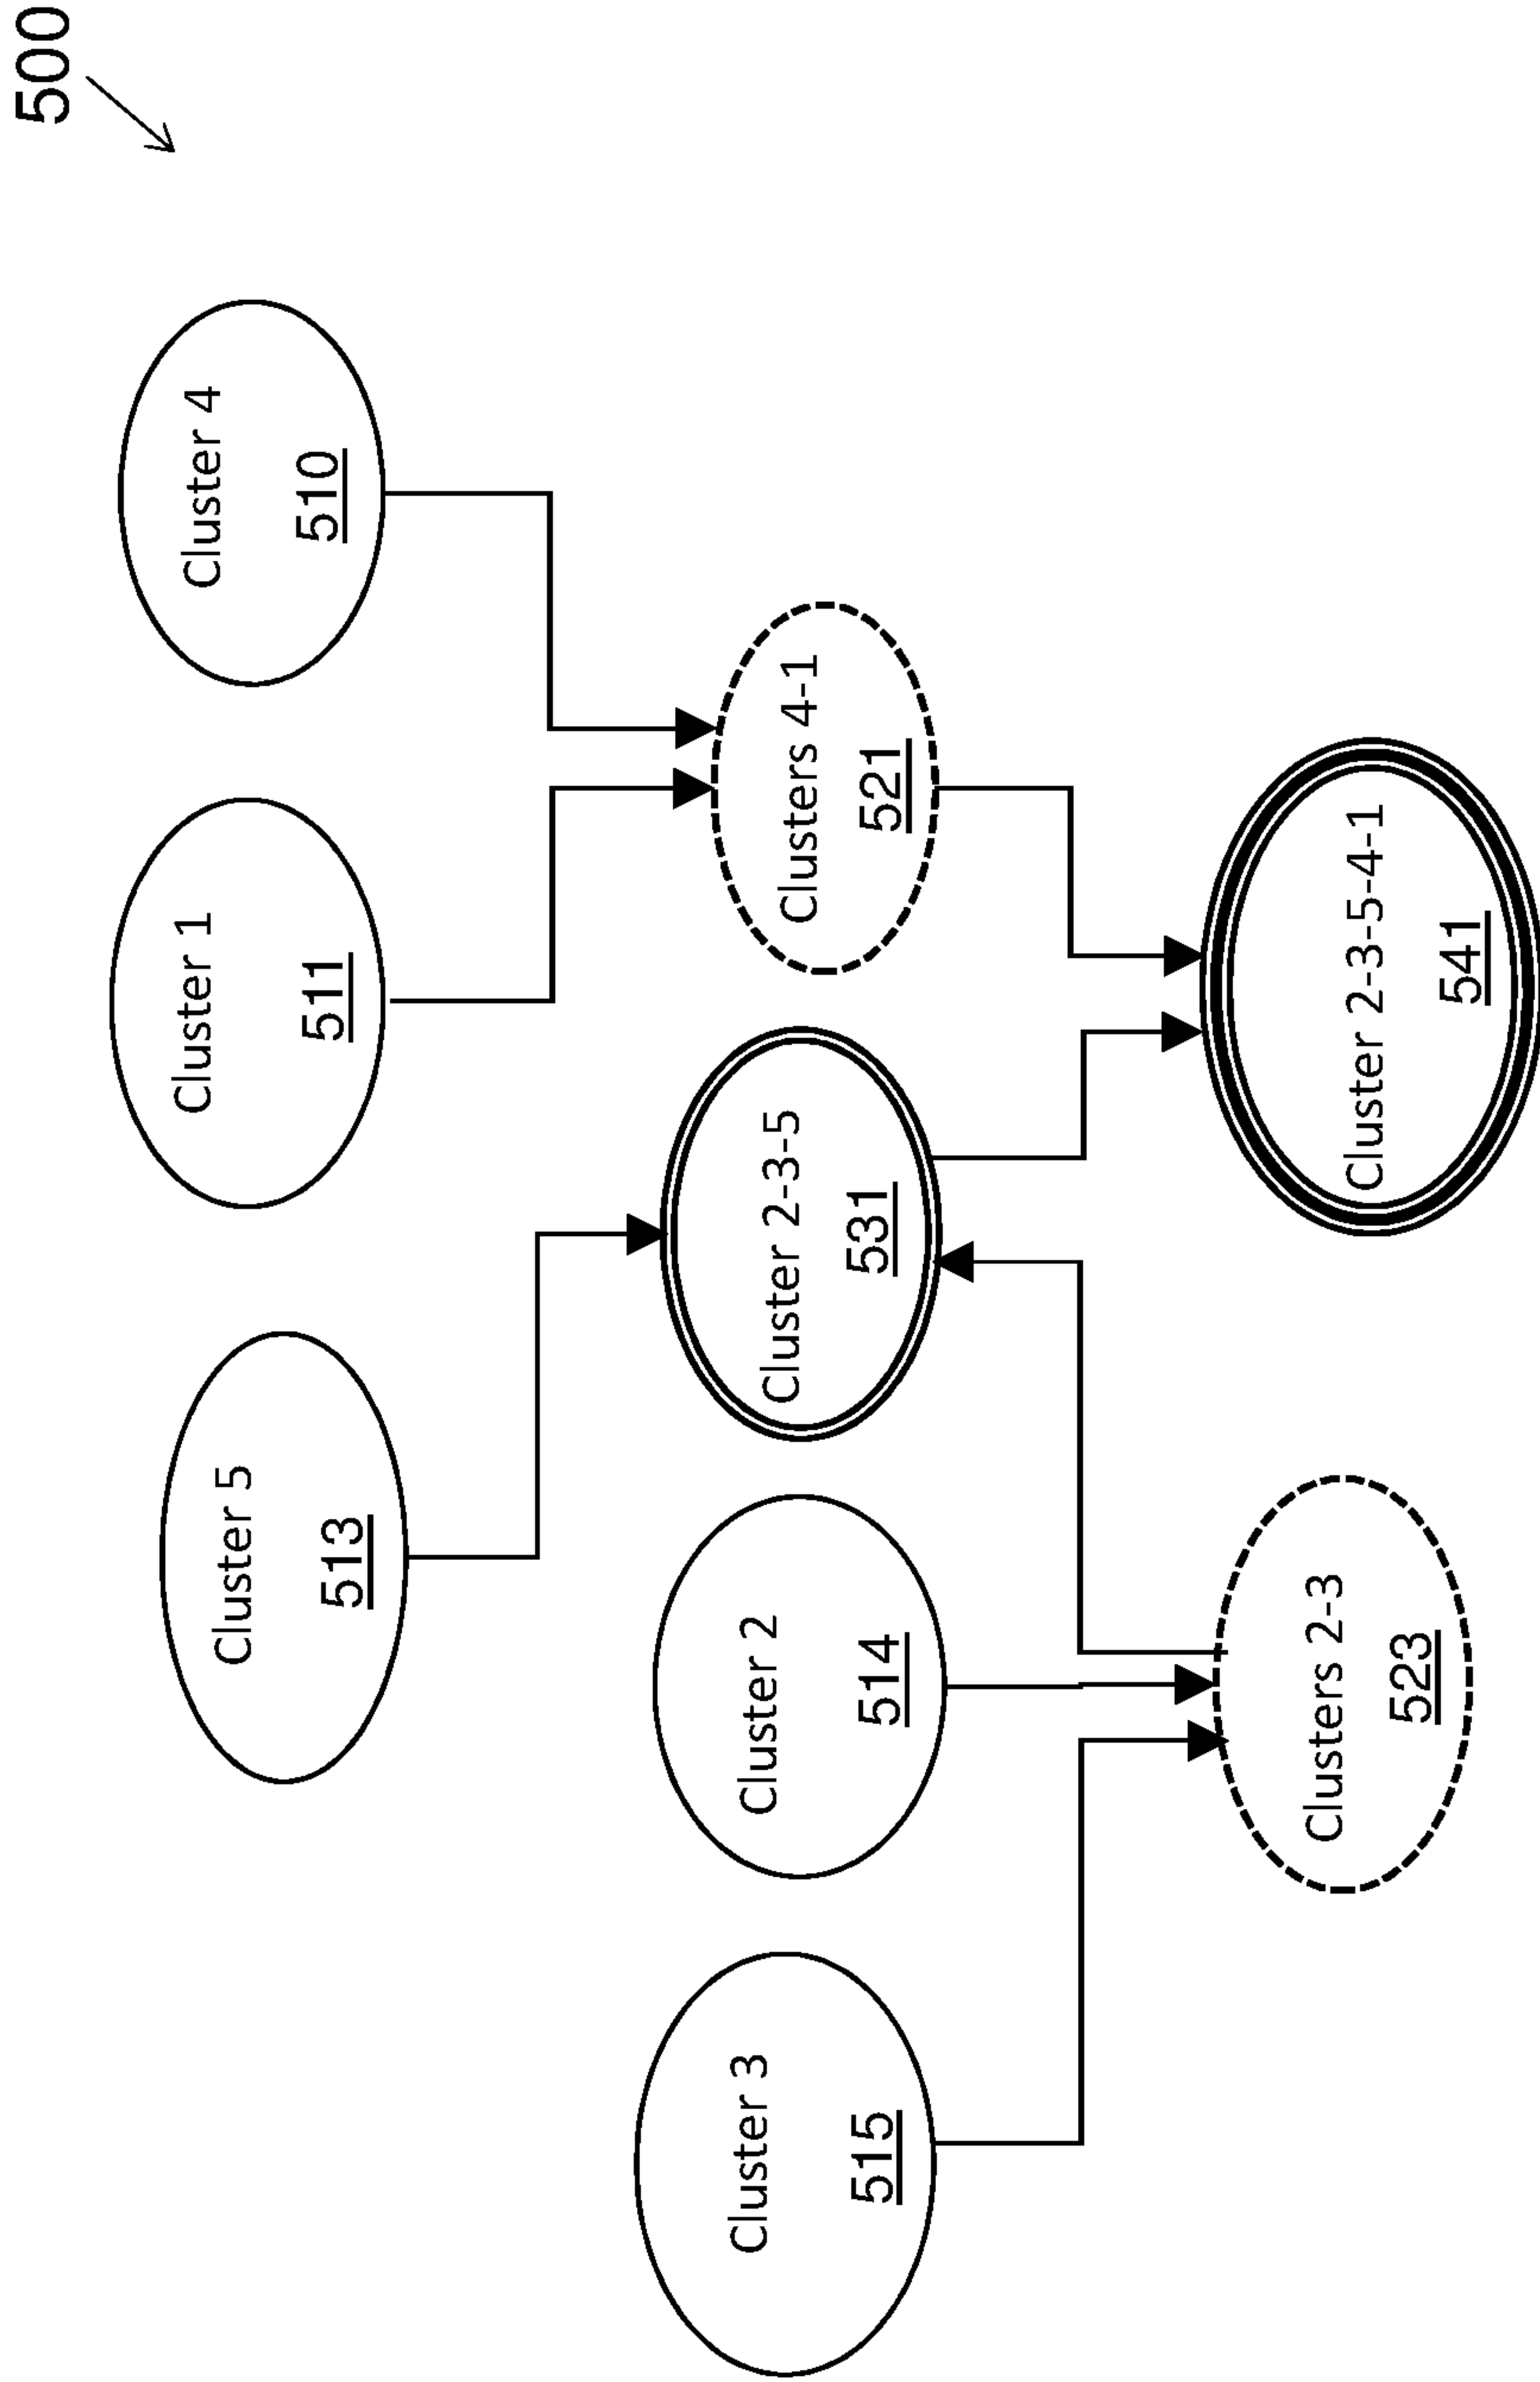 500
Cluster 4
510
Cluster 1
511
Cluster 5
513
Clusters 4-1
521
Cluster 2-3-5
531
Cluster 2
514
Cluster 3
515
Cluster 2-3-5-4-1
541
Clusters 2-3
523